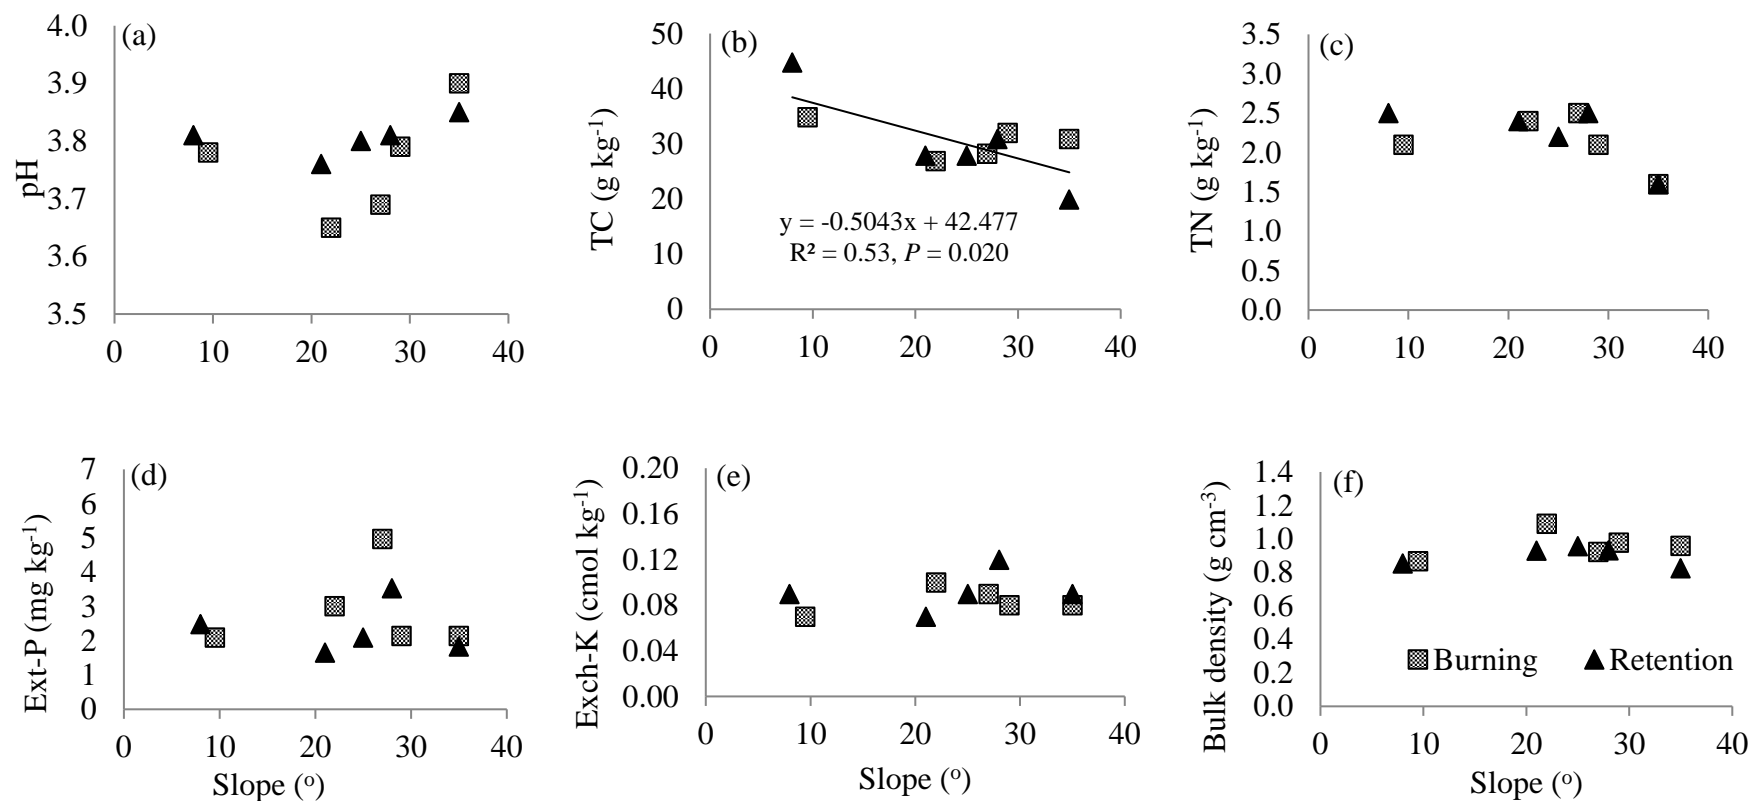 (a)
pH
4.0
3.9
3.8
3.7
3.6
3.5
0 10 20 30 40
(b)
TC (g kg⁻¹)
50
40
30
20
10
0
y = -0.5043x + 42.477
R² = 0.53, P = 0.020
0 10 20 30 40
(c)
TN (g kg⁻¹)
3.5
3.0
2.5
2.0
1.5
1.0
0.5
0.0
0 10 20 30 40
(d)
Ext-P (mg kg⁻¹)
7
6
5
4
3
2
1
0
0 10 20 30 40
Slope (º)
(e)
Exch-K (cmol kg⁻¹)
0.20
0.16
0.12
0.08
0.04
0.00
0 10 20 30 40
Slope (º)
(f)
Bulk density (g cm⁻³)
1.4
1.2
1.0
0.8
0.6
0.4
0.2
0.0
Burning Retention
0 10 20 30 40
Slope (º)